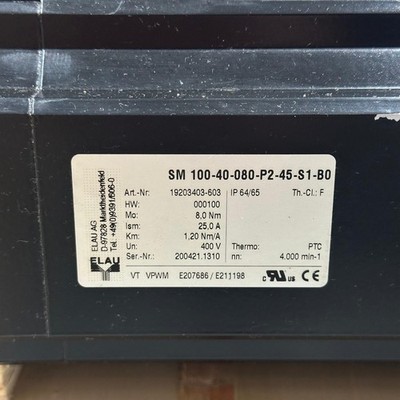 SM 100-40-080-P2-45-S1-B0
Art.-Nr: 19203403-603 IP 64/65 Th.-Cl.: F
HW: 000100
Mm: 8,0 Nm
Ism: 25,0 A
Km: 1,20 Nm/A
Un: 400 V Thermo: PTC
Ser.-Nr.: 200421.1310 nn: 4.000 min-1
VT VPWM E207686 / E211198 c UR us CE
ELAU AG
D-97828 Marktheidenfeld
Tel. +49(0)9391/606-0
ELAU